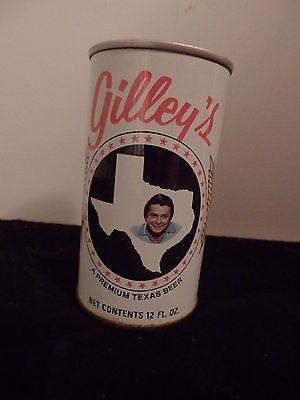 Gilley's
A PREMIUM TEXAS BEER
NET CONTENTS 12 FL. OZ.